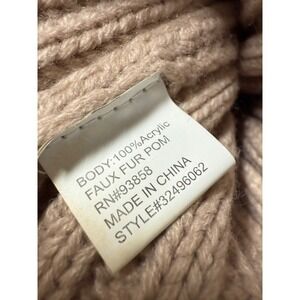 BODY:100%Acrylic
FAUX FUR POM
RN#93858
MADE IN CHINA
STYLE#32496062